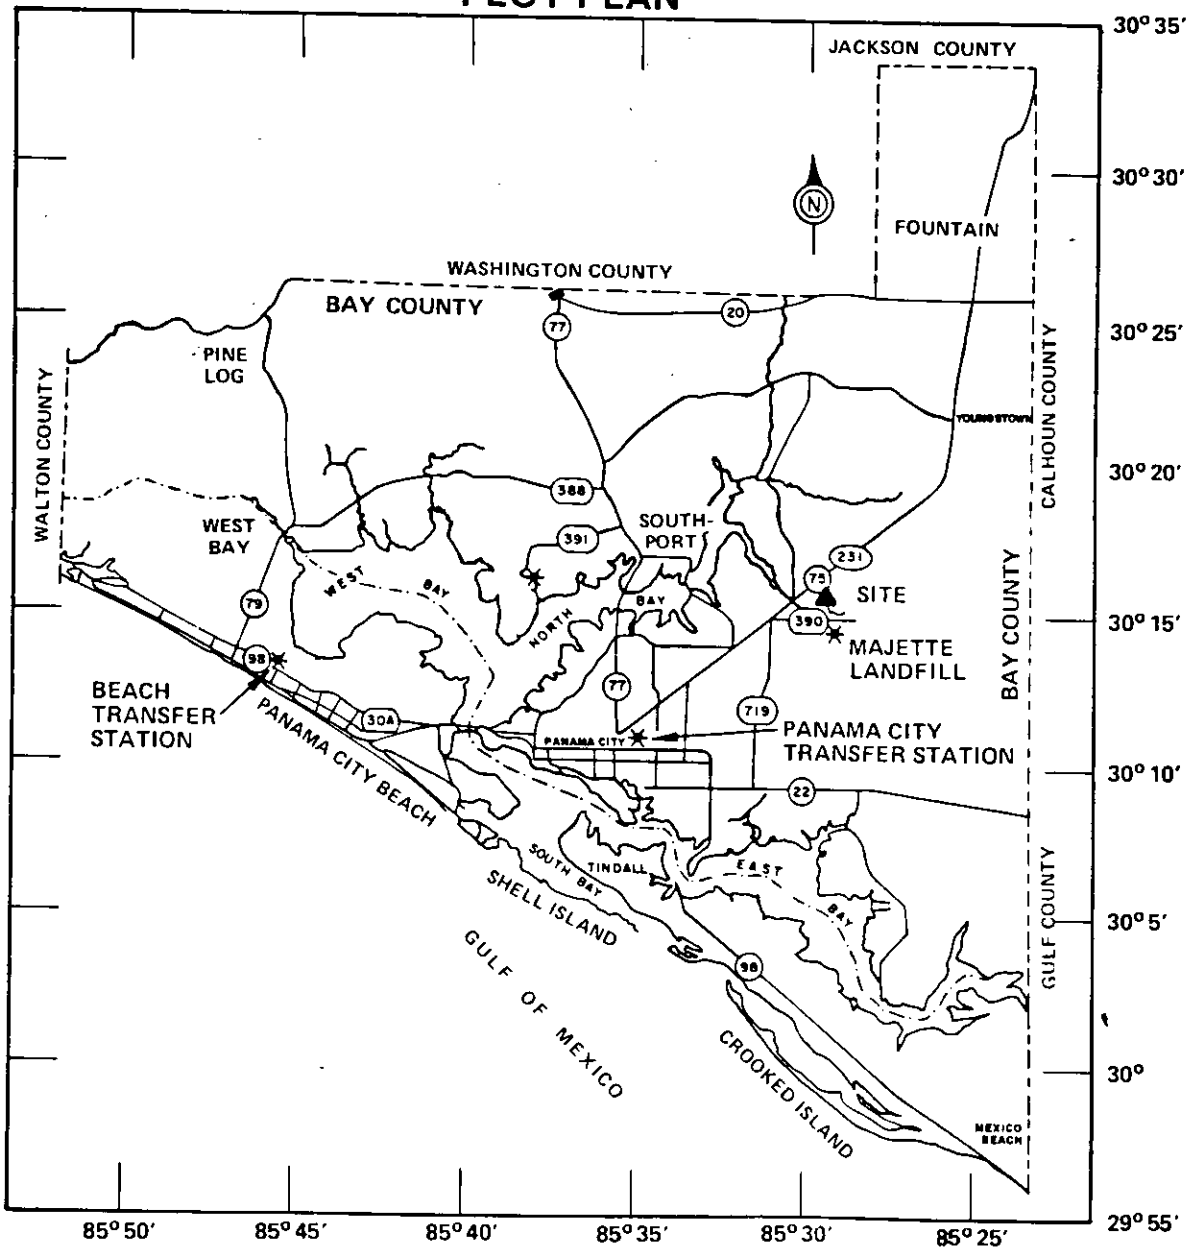 PLOT PLAN
30° 35'
JACKSON COUNTY
30° 30'
N
FOUNTAIN
WASHINGTON COUNTY
BAY COUNTY
77
20
30° 25'
PINE
LOG
WALTON COUNTY
CALHOUN COUNTY
YOUNGSTOWN
30° 20'
388
WEST
BAY
391
SOUTH-
PORT
231
75
SITE
WEST BAY
NORTH BAY
79
390
30° 15'
MAJETTE
LANDFILL
BAY COUNTY
98
BEACH
TRANSFER
STATION
77
719
30A
PANAMA CITY
PANAMA CITY
TRANSFER STATION
PANAMA CITY BEACH
30° 10'
22
SOUTH BAY
TINDALL
EAST BAY
SHELL ISLAND
GULF COUNTY
30° 5'
GULF OF MEXICO
98
CROOKED ISLAND
30°
MEXICO
BEACH
85° 50'
85° 45'
85° 40'
85° 35'
85° 30'
85° 25'
29° 55'